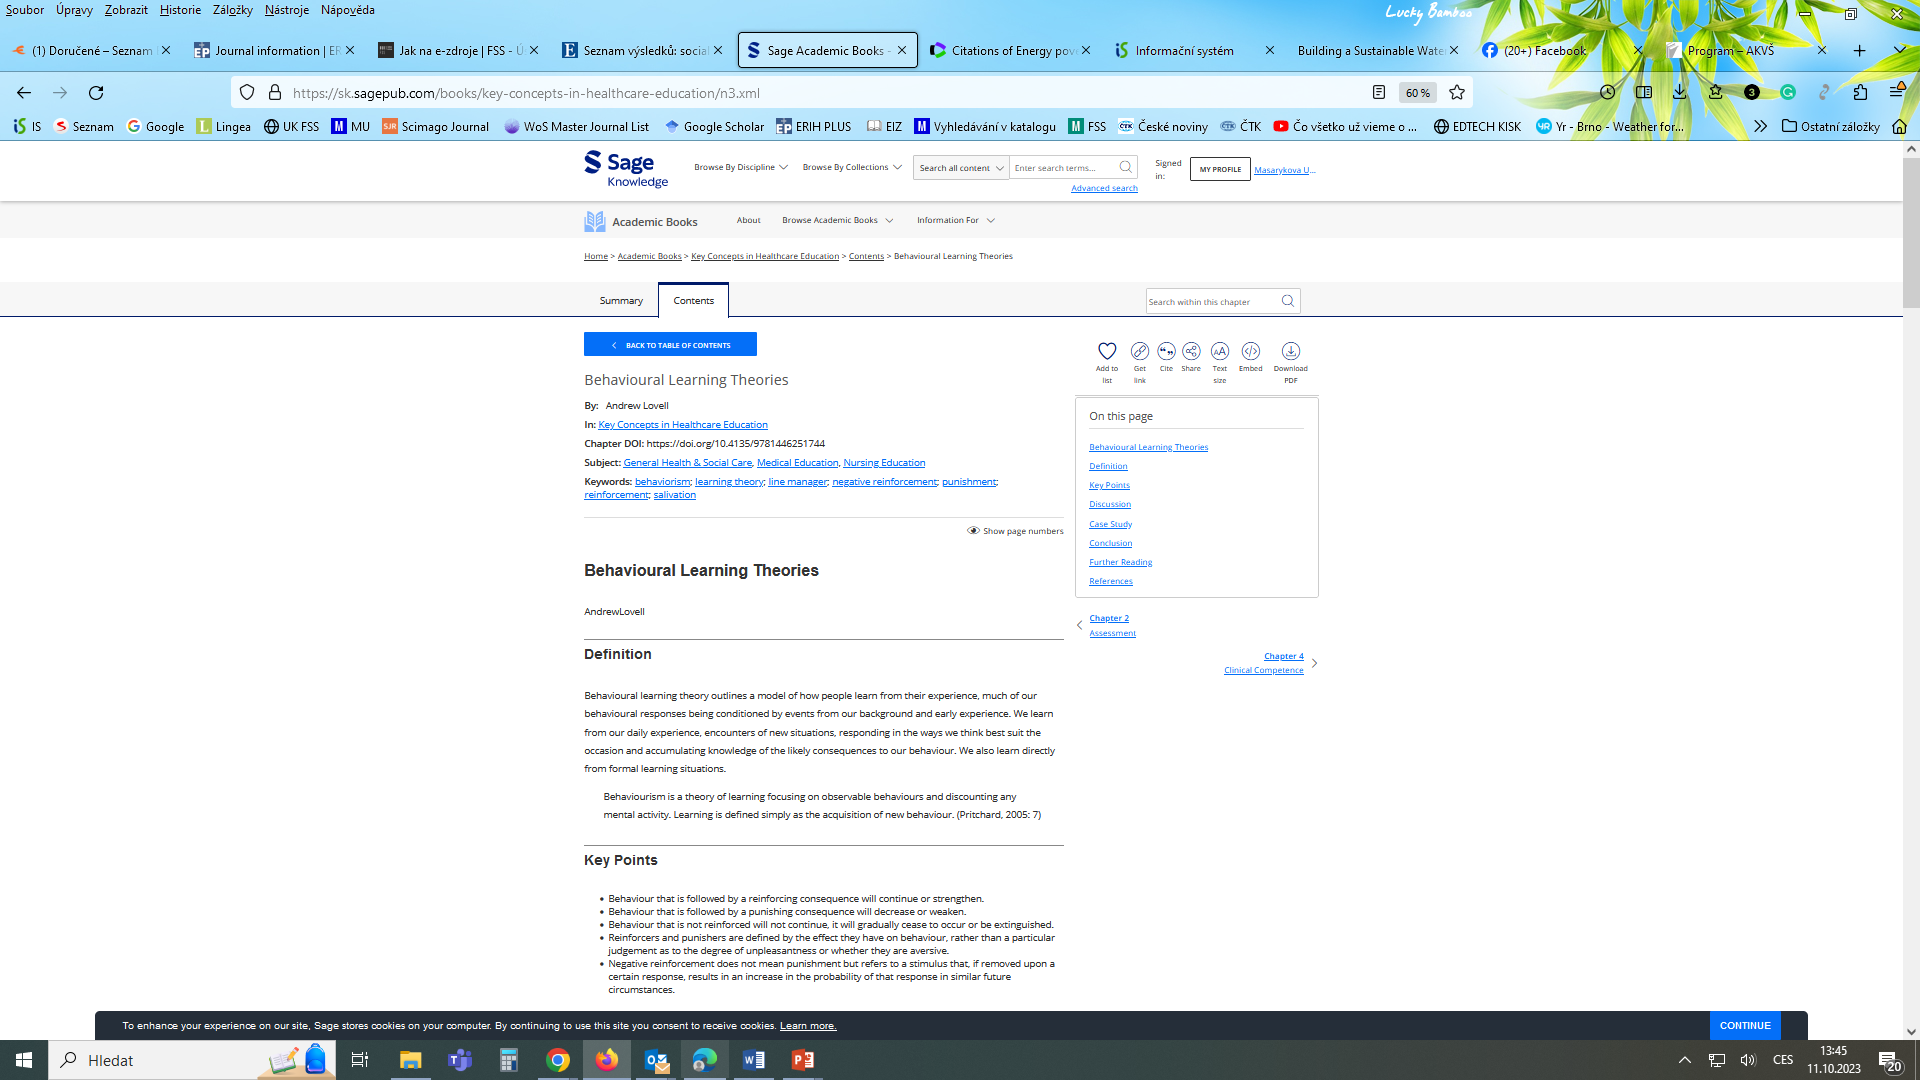 Soubor Úpravy Zobrazit Historie Záložky Nástroje Nápověda
Lucky Bamboo
(1) Doručené – Seznam
Journal information | ER
Jak na e-zdroje | FSS - Ú
Seznam výsledků: social
Sage Academic Books -
Citations of Energy pov
Informační systém
Building a Sustainable Wate
(20+) Facebook
Program – AKVŠ
https://sk.sagepub.com/books/key-concepts-in-healthcare-education/n3.xml
60 %
3
IS Seznam Google Lingea UK FSS MU Scimago Journal WoS Master Journal List Google Scholar ERIH PLUS EIZ Vyhledávání v katalogu FSS České noviny ČTK Čo všetko už vieme o ... EDTECH KISK Yr - Brno - Weather for... Ostatní záložky
Sage Knowledge
Browse By Discipline
Browse By Collections
Search all content
Enter search terms...
Advanced search
Signed in:
MY PROFILE
Masarykova U...
Academic Books
About
Browse Academic Books
Information For
Home > Academic Books > Key Concepts in Healthcare Education > Contents > Behavioural Learning Theories
Summary
Contents
Search within this chapter
BACK TO TABLE OF CONTENTS
Behavioural Learning Theories
By: Andrew Lovell
In: Key Concepts in Healthcare Education
Chapter DOI: https://doi.org/10.4135/9781446251744
Subject: General Health & Social Care, Medical Education, Nursing Education
Keywords: behaviorism; learning theory; line manager; negative reinforcement; punishment;
reinforcement; salivation
Show page numbers
Behavioural Learning Theories
AndrewLovell
Definition
Behavioural learning theory outlines a model of how people learn from their experience, much of our
behavioural responses being conditioned by events from our background and early experience. We learn
from our daily experience, encounters of new situations, responding in the ways we think best suit the
occasion and accumulating knowledge of the likely consequences to our behaviour. We also learn directly
from formal learning situations.
Behaviourism is a theory of learning focusing on observable behaviours and discounting any
mental activity. Learning is defined simply as the acquisition of new behaviour. (Pritchard, 2005: 7)
Key Points
• Behaviour that is followed by a reinforcing consequence will continue or strengthen.
• Behaviour that is followed by a punishing consequence will decrease or weaken.
• Behaviour that is not reinforced will not continue, it will gradually cease to occur or be extinguished.
• Reinforcers and punishers are defined by the effect they have on behaviour, rather than a particular
judgement as to the degree of unpleasantness or whether they are aversive.
• Negative reinforcement does not mean punishment but refers to a stimulus that, if removed upon a
certain response, results in an increase in the probability of that response in similar future
circumstances.
Add to list
Get link
Cite
Share
Text size
Embed
Download PDF
On this page
Behavioural Learning Theories
Definition
Key Points
Discussion
Case Study
Conclusion
Further Reading
References
Chapter 2
Assessment
Chapter 4
Clinical Competence
To enhance your experience on our site, Sage stores cookies on your computer. By continuing to use this site you consent to receive cookies. Learn more.
CONTINUE
Hledat
CES
13:45
11.10.2023
20